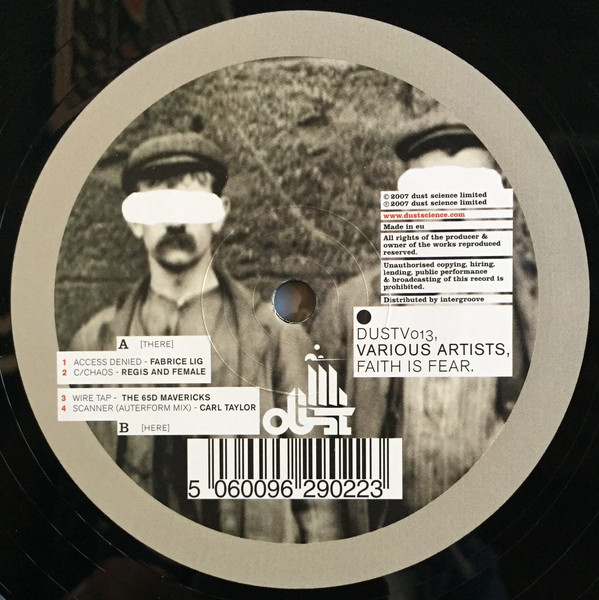 © 2007 dust science limited
℗ 2007 dust science limited
www.dustscience.com
Made in eu
All rights of the producer &
owner of the works reproduced
reserved.
Unauthorised copying, hiring,
lending, public performance
& broadcasting of this record is
prohibited.
Distributed by intergroove
DUSTV013,
VARIOUS ARTISTS,
FAITH IS FEAR.
A [THERE]
1 ACCESS DENIED - FABRICE LIG
2 C/CHAOS - REGIS AND FEMALE
3 WIRE TAP - THE 65D MAVERICKS
4 SCANNER (AUTERFORM MIX) - CARL TAYLOR
B [HERE]
dust
5 060096 290223